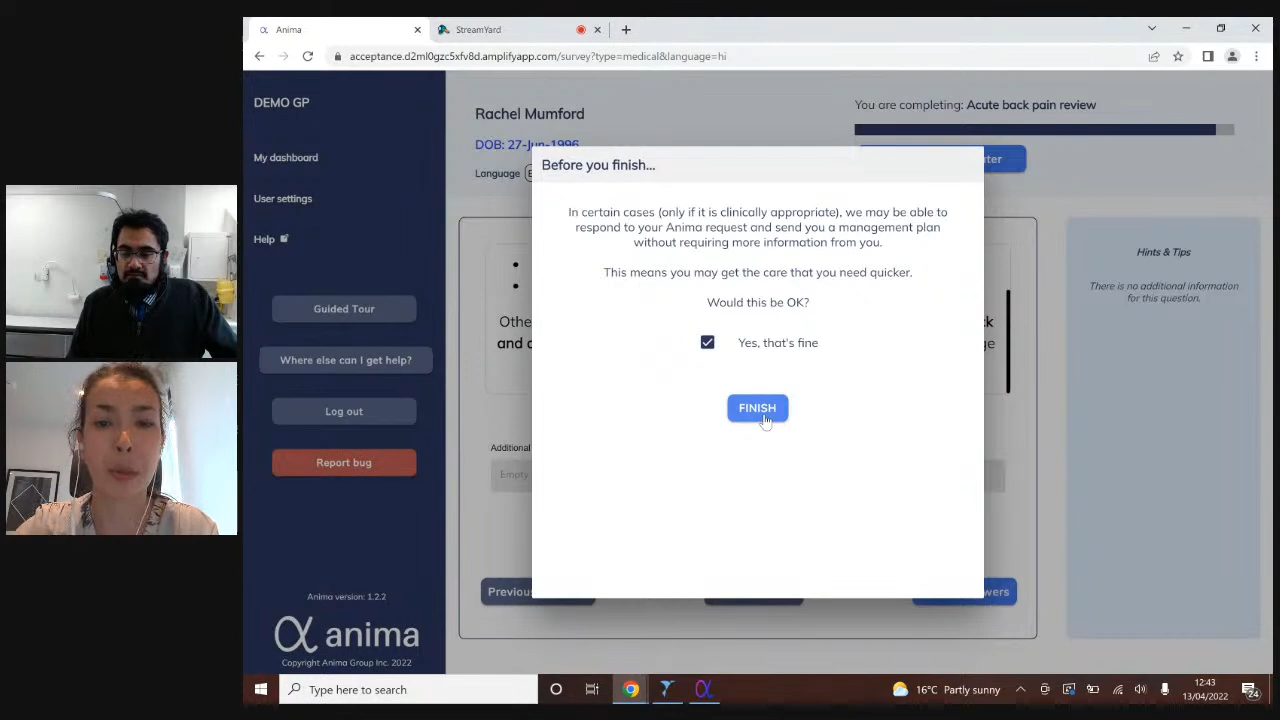 Anima
StreamYard
acceptance.d2ml0gzc5xfv8d.amplifyapp.com/survey?type=medical&language=hi
DEMO GP
My dashboard
User settings
Help
Guided Tour
Where else can I get help?
Log out
Report bug
Anima version: 1.2.2
anima
Copyright Anima Group Inc. 2022
Rachel Mumford
DOB: 27-Jun-1996
Language
You are completing: Acute back pain review
Before you finish...
In certain cases (only if it is clinically appropriate), we may be able to
respond to your Anima request and send you a management plan
without requiring more information from you.
This means you may get the care that you need quicker.
Would this be OK?
Yes, that's fine
FINISH
Additional
Empty
Hints & Tips
There is no additional information
for this question.
Type here to search
16°C Partly sunny
12:43
13/04/2022
24